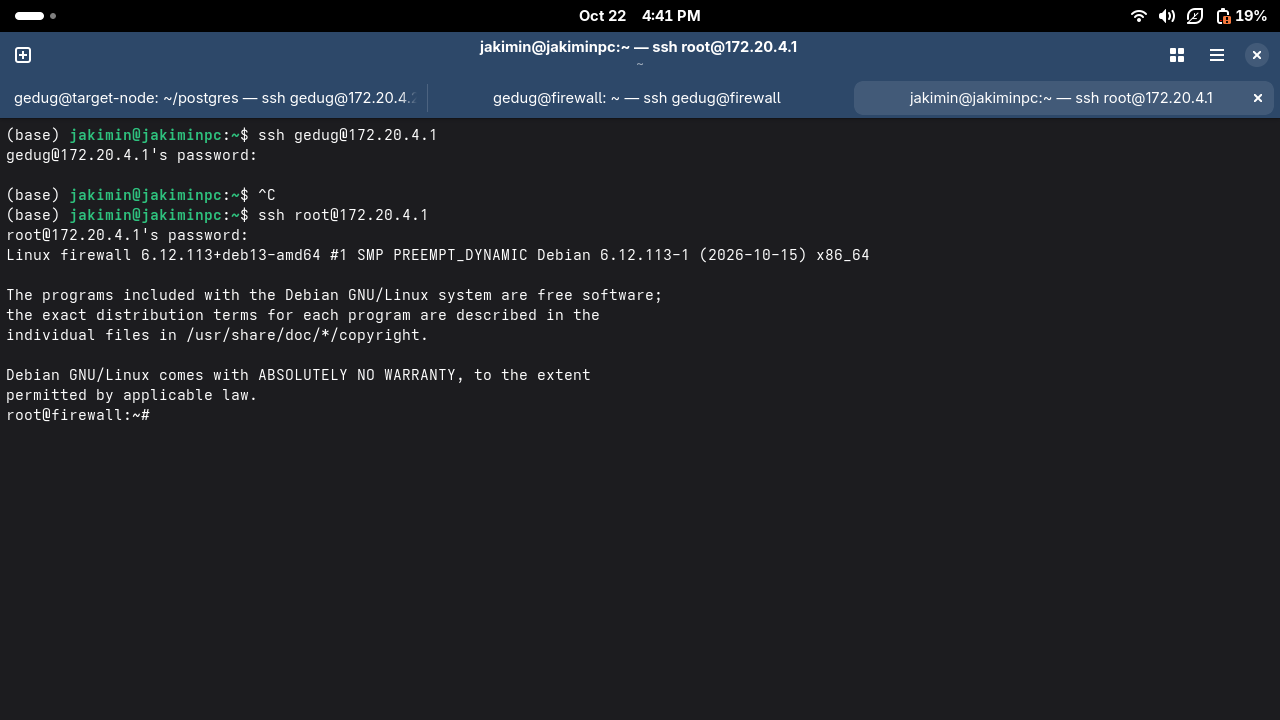 Oct 22 4:41 PM
19%
jakimin@jakiminpc:~ — ssh root@172.20.4.1
~
gedug@target-node: ~/postgres — ssh gedug@172.20.4.
gedug@firewall: ~ — ssh gedug@firewall
jakimin@jakiminpc:~ — ssh root@172.20.4.1
(base) jakimin@jakiminpc:~$ ssh gedug@172.20.4.1
gedug@172.20.4.1's password:
(base) jakimin@jakiminpc:~$ ^C
(base) jakimin@jakiminpc:~$ ssh root@172.20.4.1
root@172.20.4.1's password:
Linux firewall 6.12.113+deb13-amd64 #1 SMP PREEMPT_DYNAMIC Debian 6.12.113-1 (2026-10-15) x86_64
The programs included with the Debian GNU/Linux system are free software;
the exact distribution terms for each program are described in the
individual files in /usr/share/doc/*/copyright.
Debian GNU/Linux comes with ABSOLUTELY NO WARRANTY, to the extent
permitted by applicable law.
root@firewall:~#